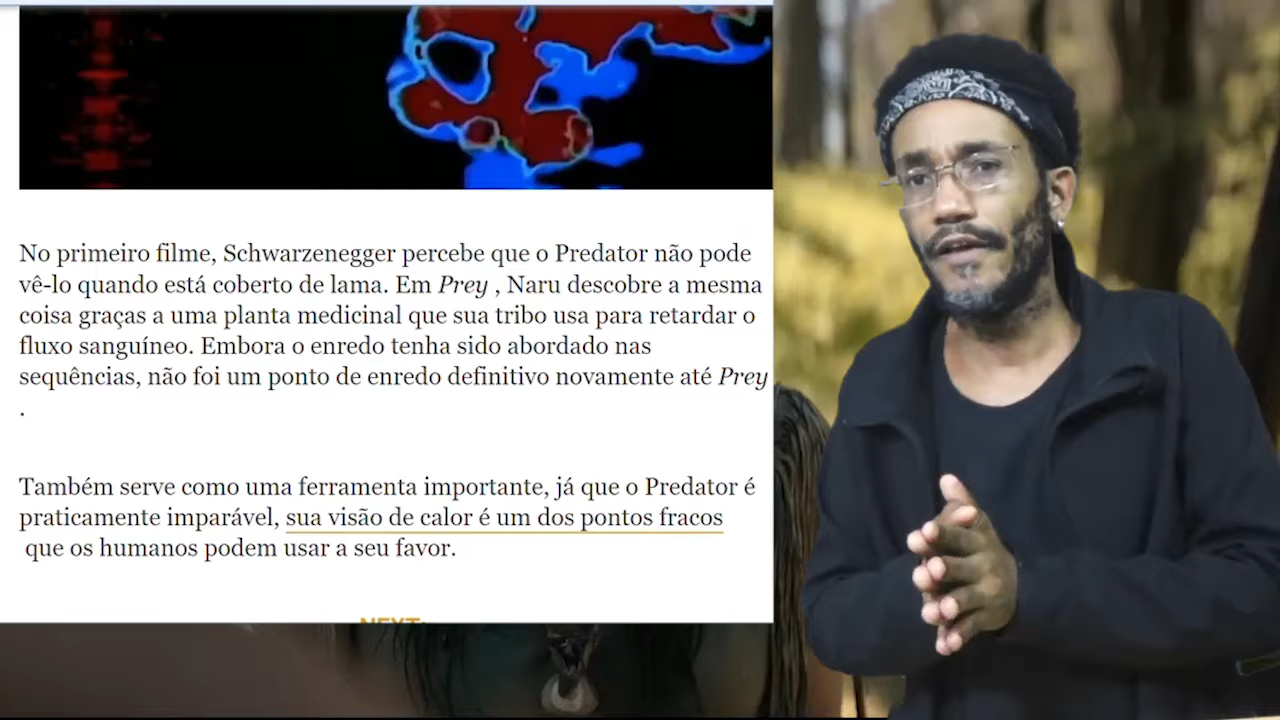 No primeiro filme, Schwarzenegger percebe que o Predator não pode
vê-lo quando está coberto de lama. Em Prey , Naru descobre a mesma
coisa graças a uma planta medicinal que sua tribo usa para retardar o
fluxo sanguíneo. Embora o enredo tenha sido abordado nas
sequências, não foi um ponto de enredo definitivo novamente até Prey
.
Também serve como uma ferramenta importante, já que o Predator é
praticamente imparável, sua visão de calor é um dos pontos fracos
que os humanos podem usar a seu favor.
NEXT: